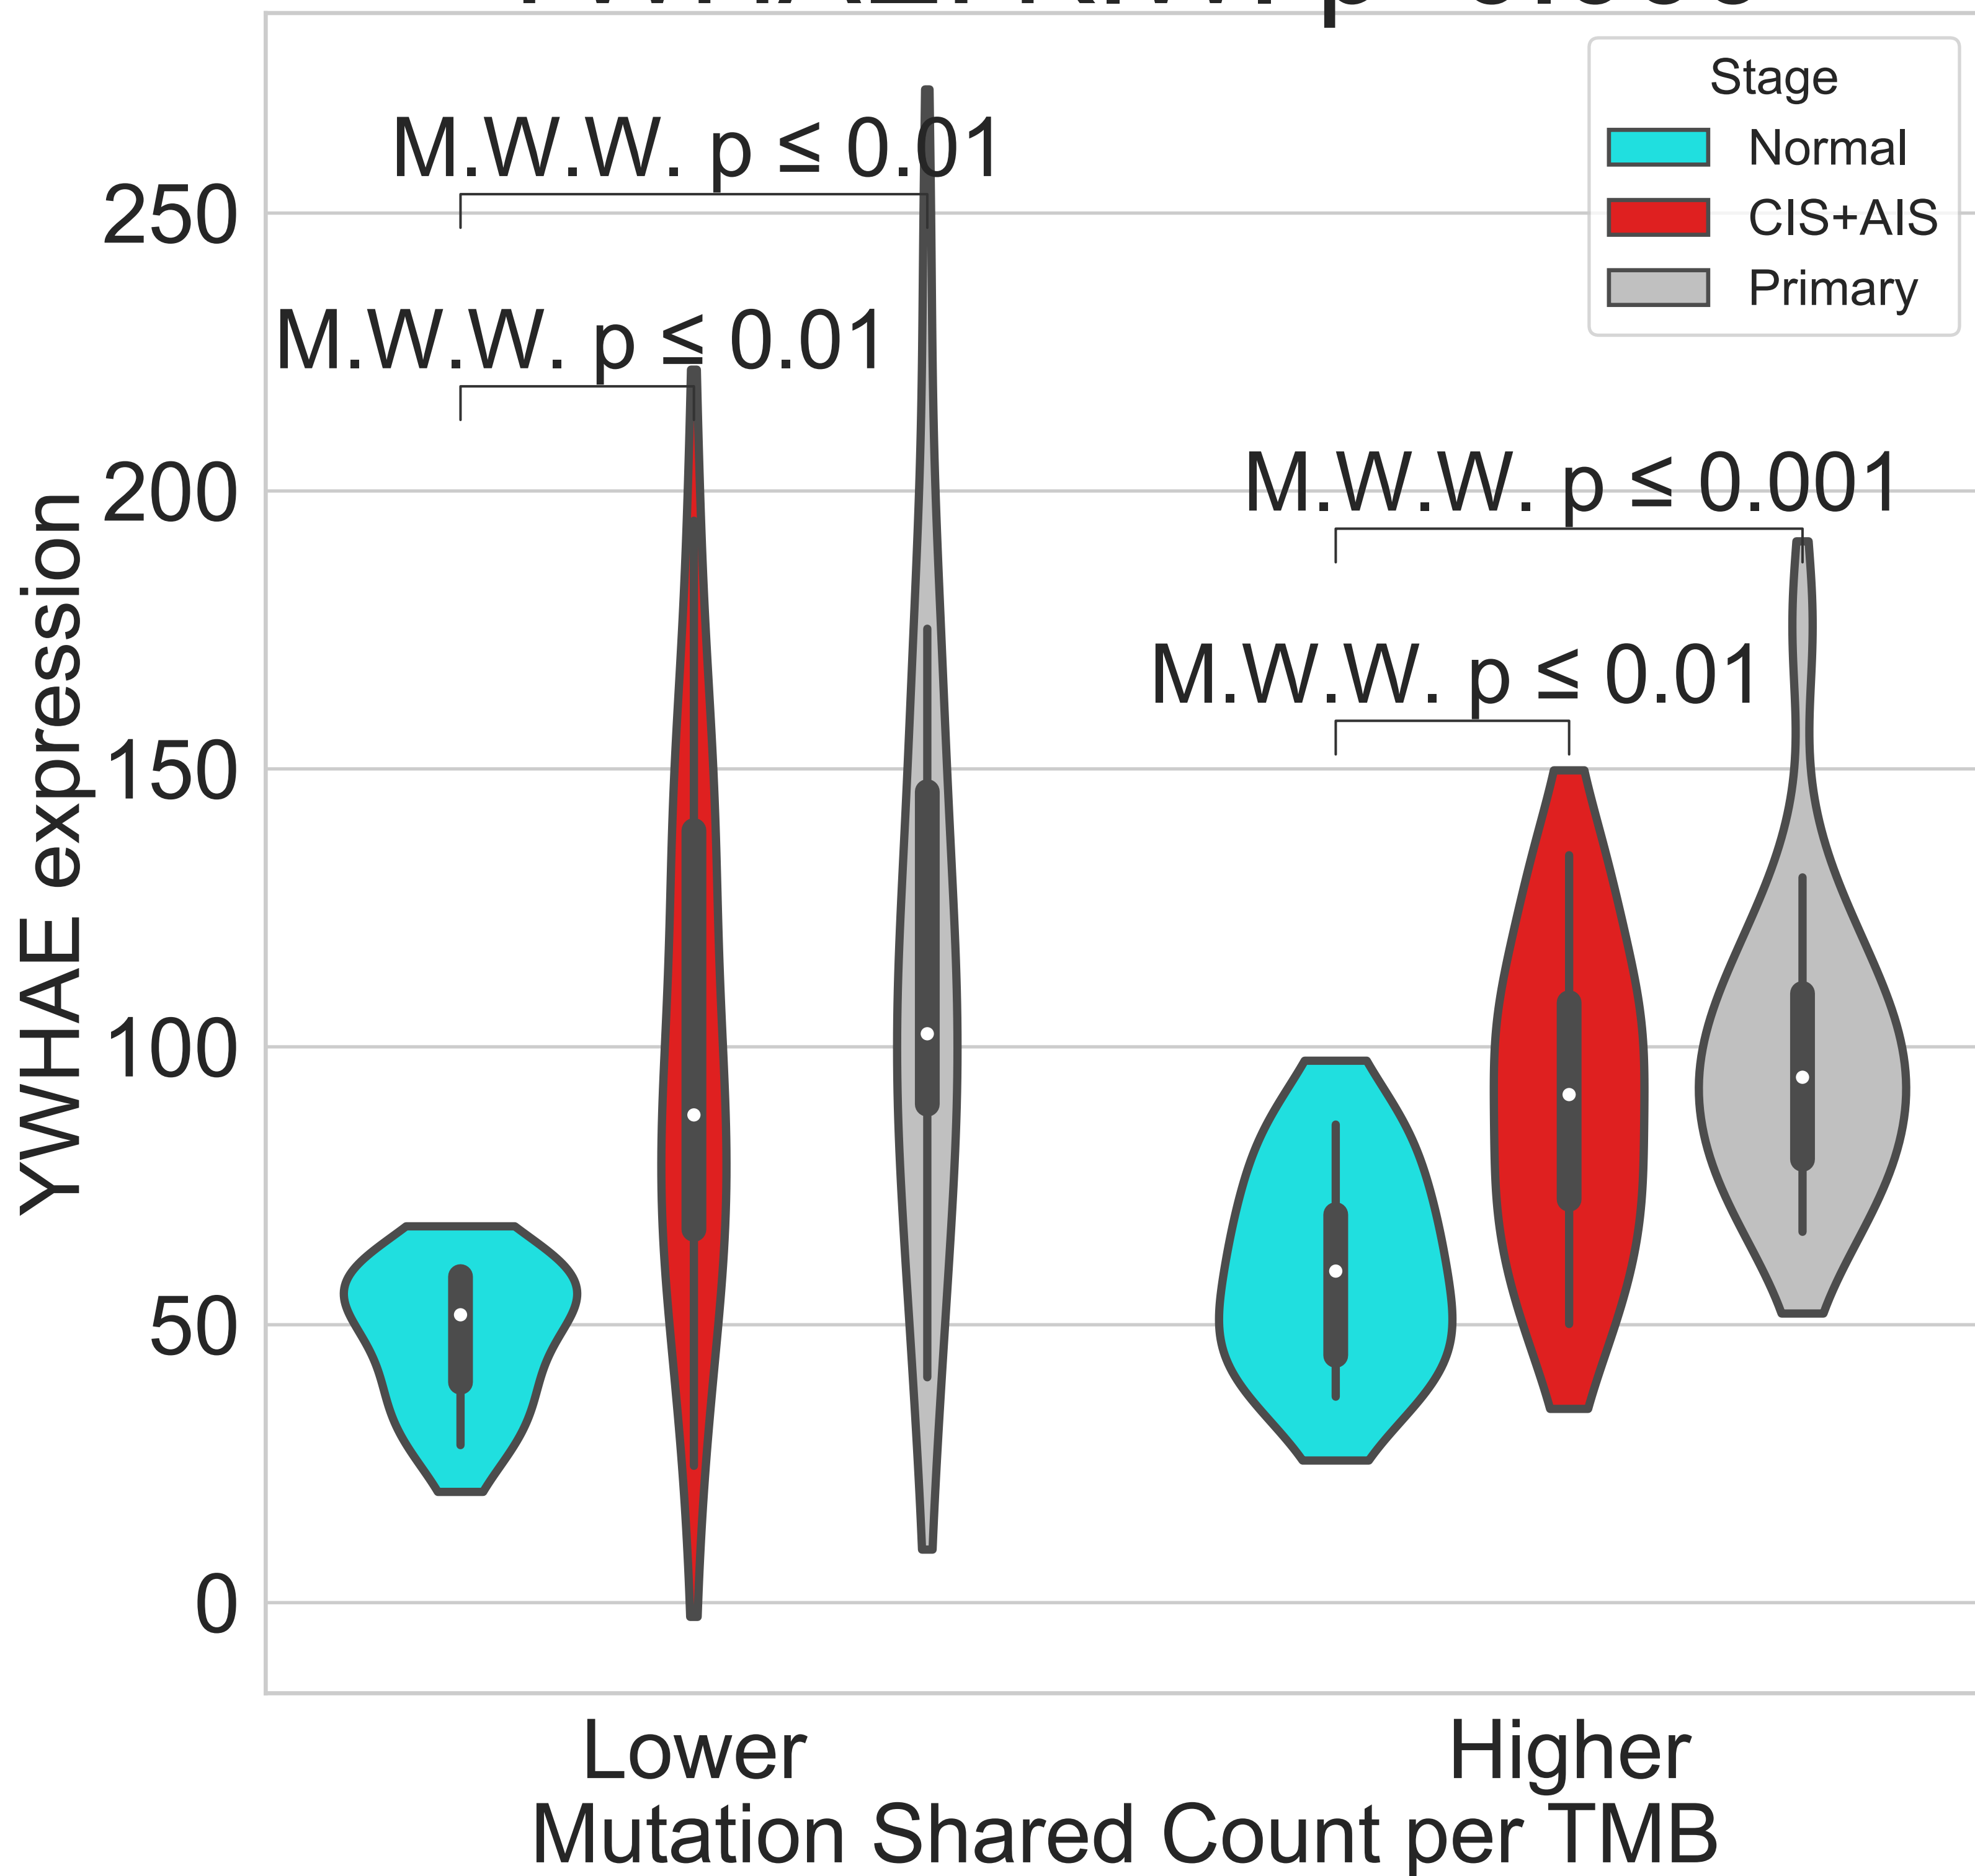 Stage
Normal
CIS+AIS
Primary
M.W.W. p ≤ 0.01
M.W.W. p ≤ 0.01
M.W.W. p ≤ 0.001
M.W.W. p ≤ 0.01
250
200
150
100
50
0
YWHAE expression
Lower
Higher
Mutation Shared Count per TMB